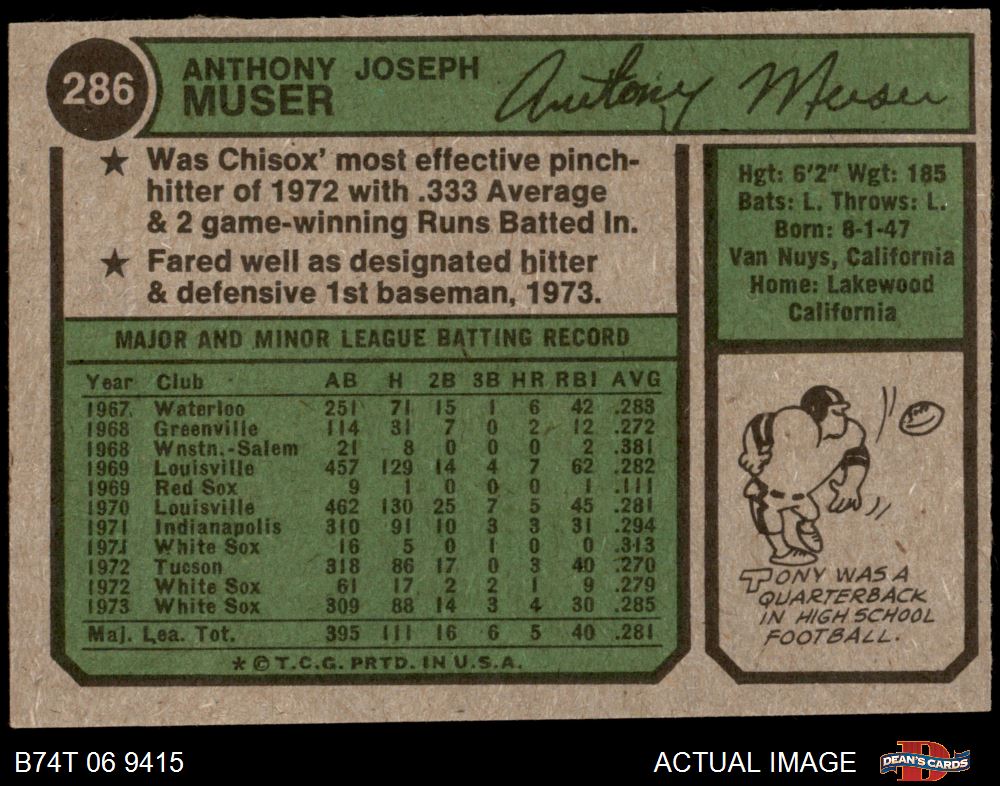 286
ANTHONY JOSEPH
MUSER
Anthony Muser
★ Was Chisox' most effective pinch-
hitter of 1972 with .333 Average
& 2 game-winning Runs Batted In.
★ Fared well as designated hitter
& defensive 1st baseman, 1973.
Hgt: 6'2" Wgt: 185
Bats: L. Throws: L.
Born: 8-1-47
Van Nuys, California
Home: Lakewood
California
MAJOR AND MINOR LEAGUE BATTING RECORD
Year Club AB H 2B 3B HR RBI AVG
1967 Waterloo 251 71 15 1 6 42 .283
1968 Greenville 114 31 7 0 2 12 .272
1968 Wnstn.-Salem 21 8 0 0 0 2 .381
1969 Louisville 457 129 14 4 7 62 .282
1969 Red Sox 9 1 0 0 0 1 .111
1970 Louisville 462 130 25 7 5 45 .281
1971 Indianapolis 310 91 10 3 3 31 .294
1971 White Sox 16 5 0 1 0 0 .313
1972 Tucson 318 86 17 0 3 40 .270
1972 White Sox 61 17 2 2 1 9 .279
1973 White Sox 309 88 14 3 4 30 .285
Maj. Lea. Tot. 395 111 16 6 5 40 .281
* © T.C.G. PRTD. IN U.S.A.
TONY WAS A
QUARTERBACK
IN HIGH SCHOOL
FOOTBALL.
B74T 06 9415
ACTUAL IMAGE
D
DEAN'S CARDS